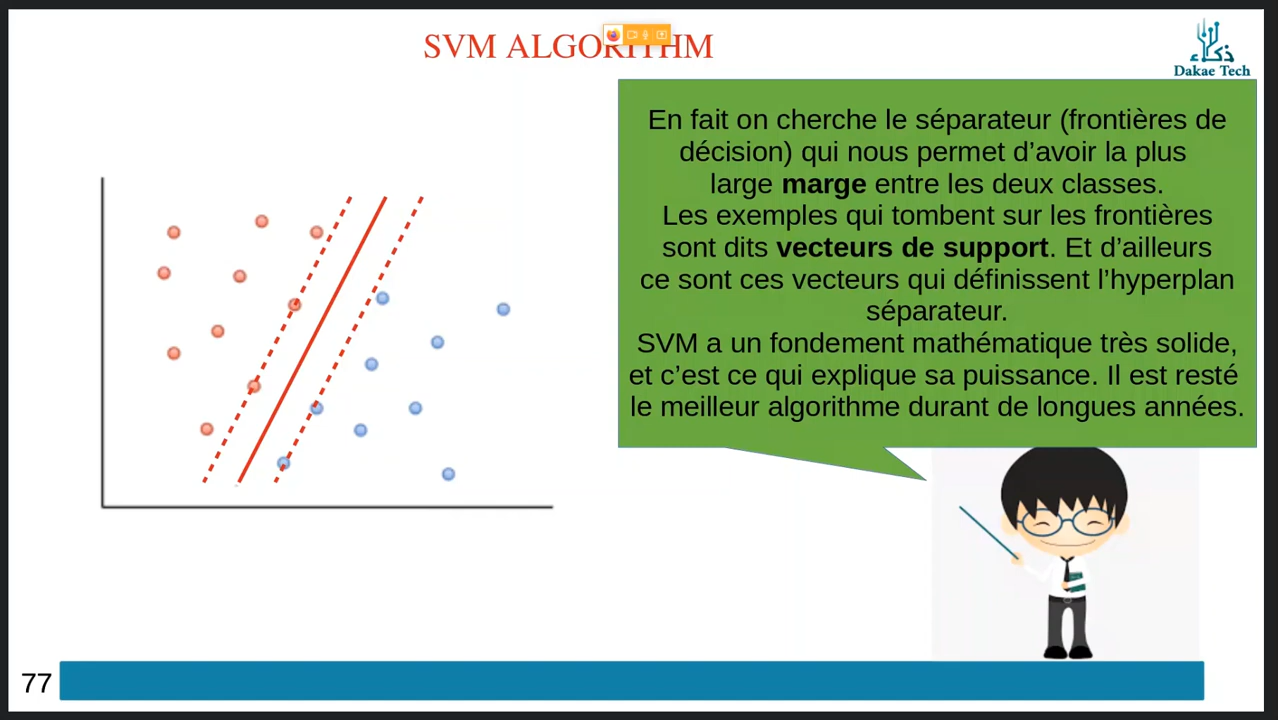 SVM ALGORITHM
ذكاء
Dakae Tech
En fait on cherche le séparateur (frontières de
décision) qui nous permet d’avoir la plus
large marge entre les deux classes.
Les exemples qui tombent sur les frontières
sont dits vecteurs de support. Et d’ailleurs
ce sont ces vecteurs qui définissent l’hyperplan
séparateur.
SVM a un fondement mathématique très solide,
et c’est ce qui explique sa puissance. Il est resté
le meilleur algorithme durant de longues années.
77